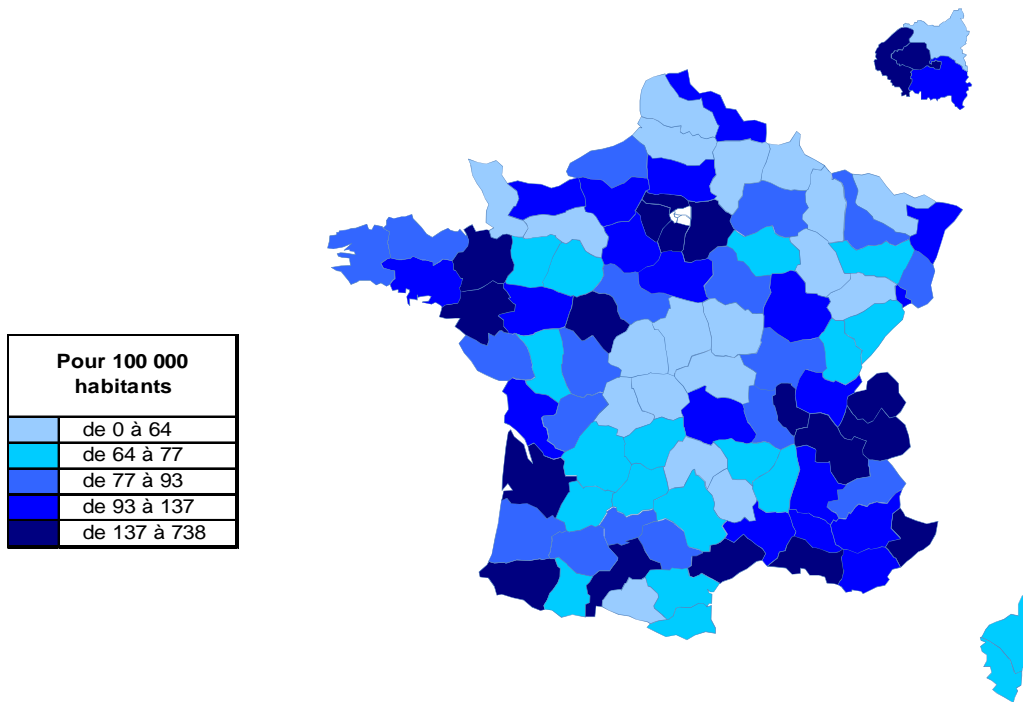 Pour 100 000
habitants
de 0 à 64
de 64 à 77
de 77 à 93
de 93 à 137
de 137 à 738